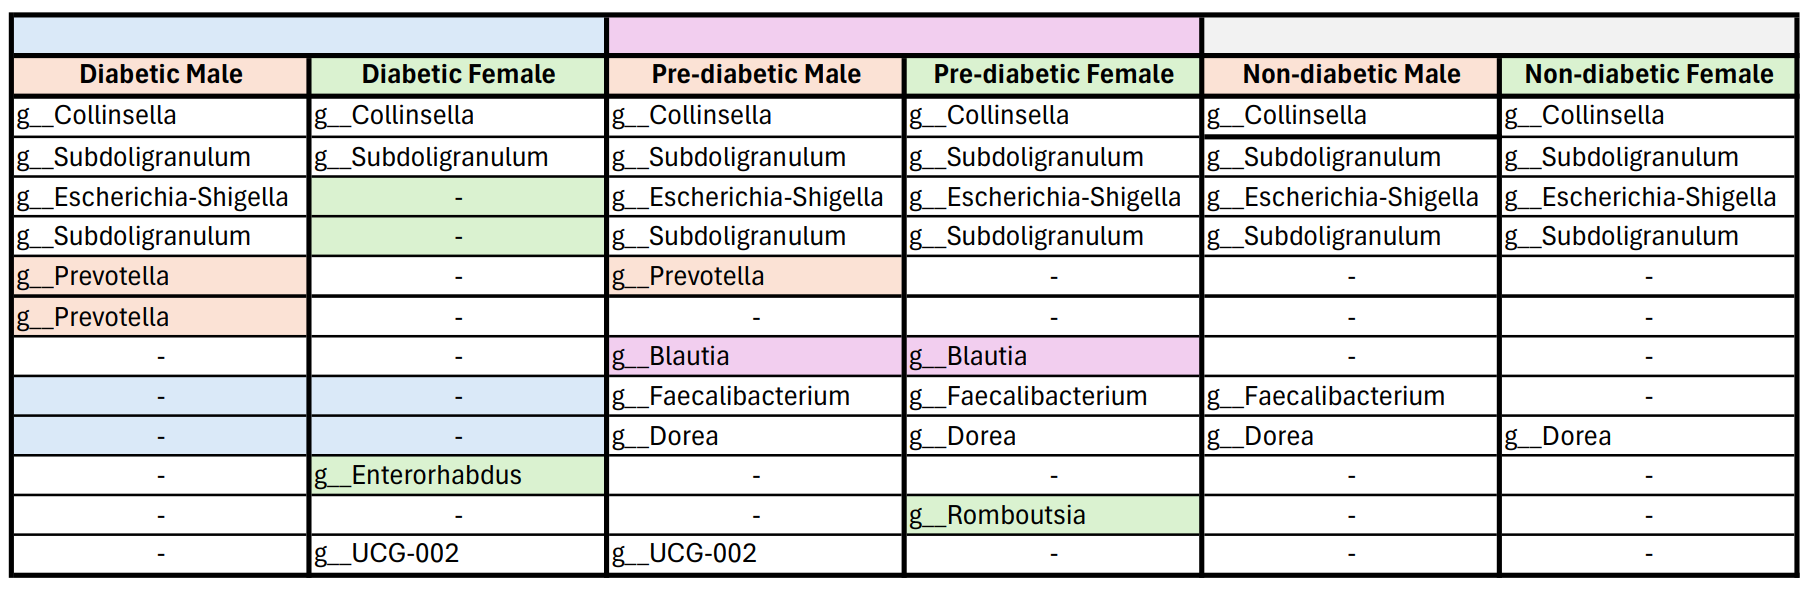 Diabetic Male Diabetic Female Pre-diabetic Male Pre-diabetic Female Non-diabetic Male Non-diabetic Female
g__Collinsella g__Collinsella g__Collinsella g__Collinsella g__Collinsella g__Collinsella
g__Subdoligranulum g__Subdoligranulum g__Subdoligranulum g__Subdoligranulum g__Subdoligranulum g__Subdoligranulum
g__Escherichia-Shigella - g__Escherichia-Shigella g__Escherichia-Shigella g__Escherichia-Shigella g__Escherichia-Shigella
g__Subdoligranulum - g__Subdoligranulum g__Subdoligranulum g__Subdoligranulum g__Subdoligranulum
g__Prevotella - g__Prevotella - - -
g__Prevotella - - - - -
- - g__Blautia g__Blautia - -
- - g__Faecalibacterium g__Faecalibacterium g__Faecalibacterium -
- - g__Dorea g__Dorea g__Dorea g__Dorea
- g__Enterorhabdus - - - -
- - - g__Romboutsia - -
- g__UCG-002 g__UCG-002 - - -